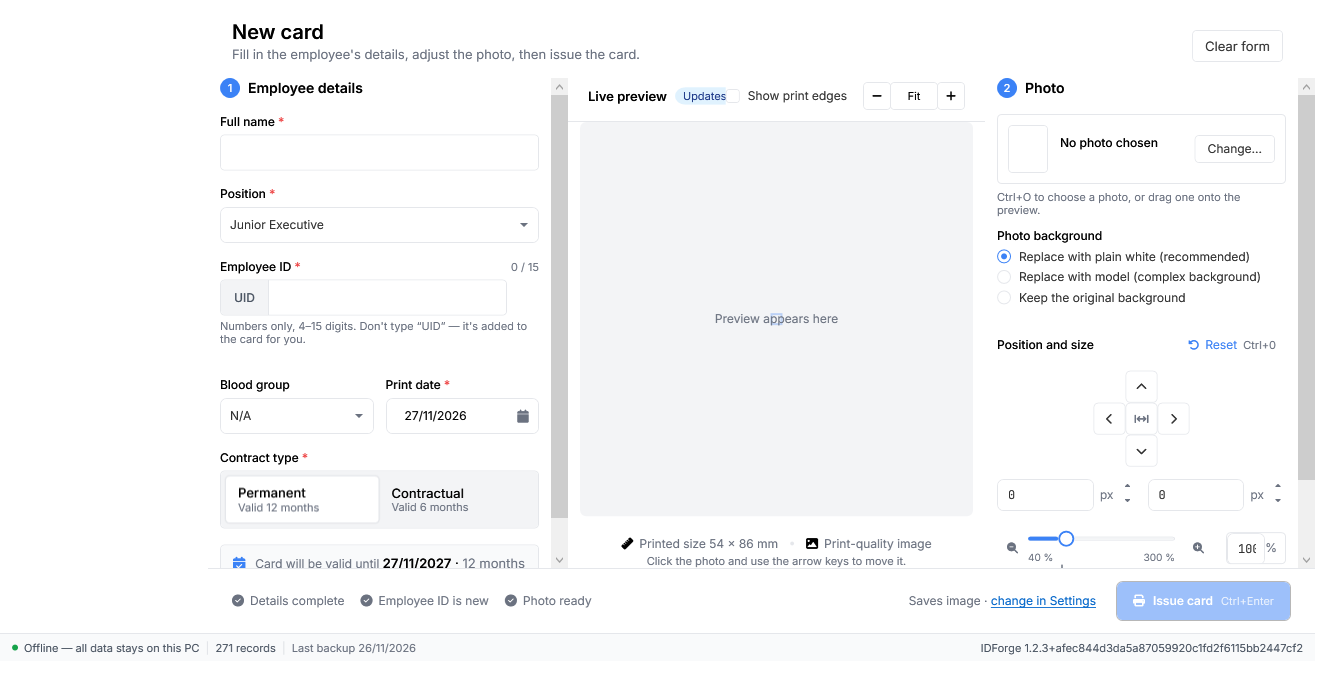 New card
Fill in the employee's details, adjust the photo, then issue the card.
Clear form
1 Employee details
Full name *
Position *
Junior Executive
Employee ID * 0 / 15
UID
Numbers only, 4–15 digits. Don't type “UID” — it's added to
the card for you.
Blood group Print date *
N/A 27/11/2026
Contract type *
Permanent Contractual
Valid 12 months Valid 6 months
Card will be valid until 27/11/2027 · 12 months
Live preview Updates Show print edges − Fit +
Preview appears here
Printed size 54 × 86 mm · Print-quality image
Click the photo and use the arrow keys to move it.
2 Photo
No photo chosen Change...
Ctrl+O to choose a photo, or drag one onto the
preview.
Photo background
Replace with plain white (recommended)
Replace with model (complex background)
Keep the original background
Position and size Reset Ctrl+0
0 px 0 px
40 % 300 % %
Details complete Employee ID is new Photo ready
Saves image · change in Settings Issue card Ctrl+Enter
Offline — all data stays on this PC 271 records Last backup 26/11/2026
IDForge 1.2.3+afec844d3da5a87059920c1fd2f6115bb2447cf2